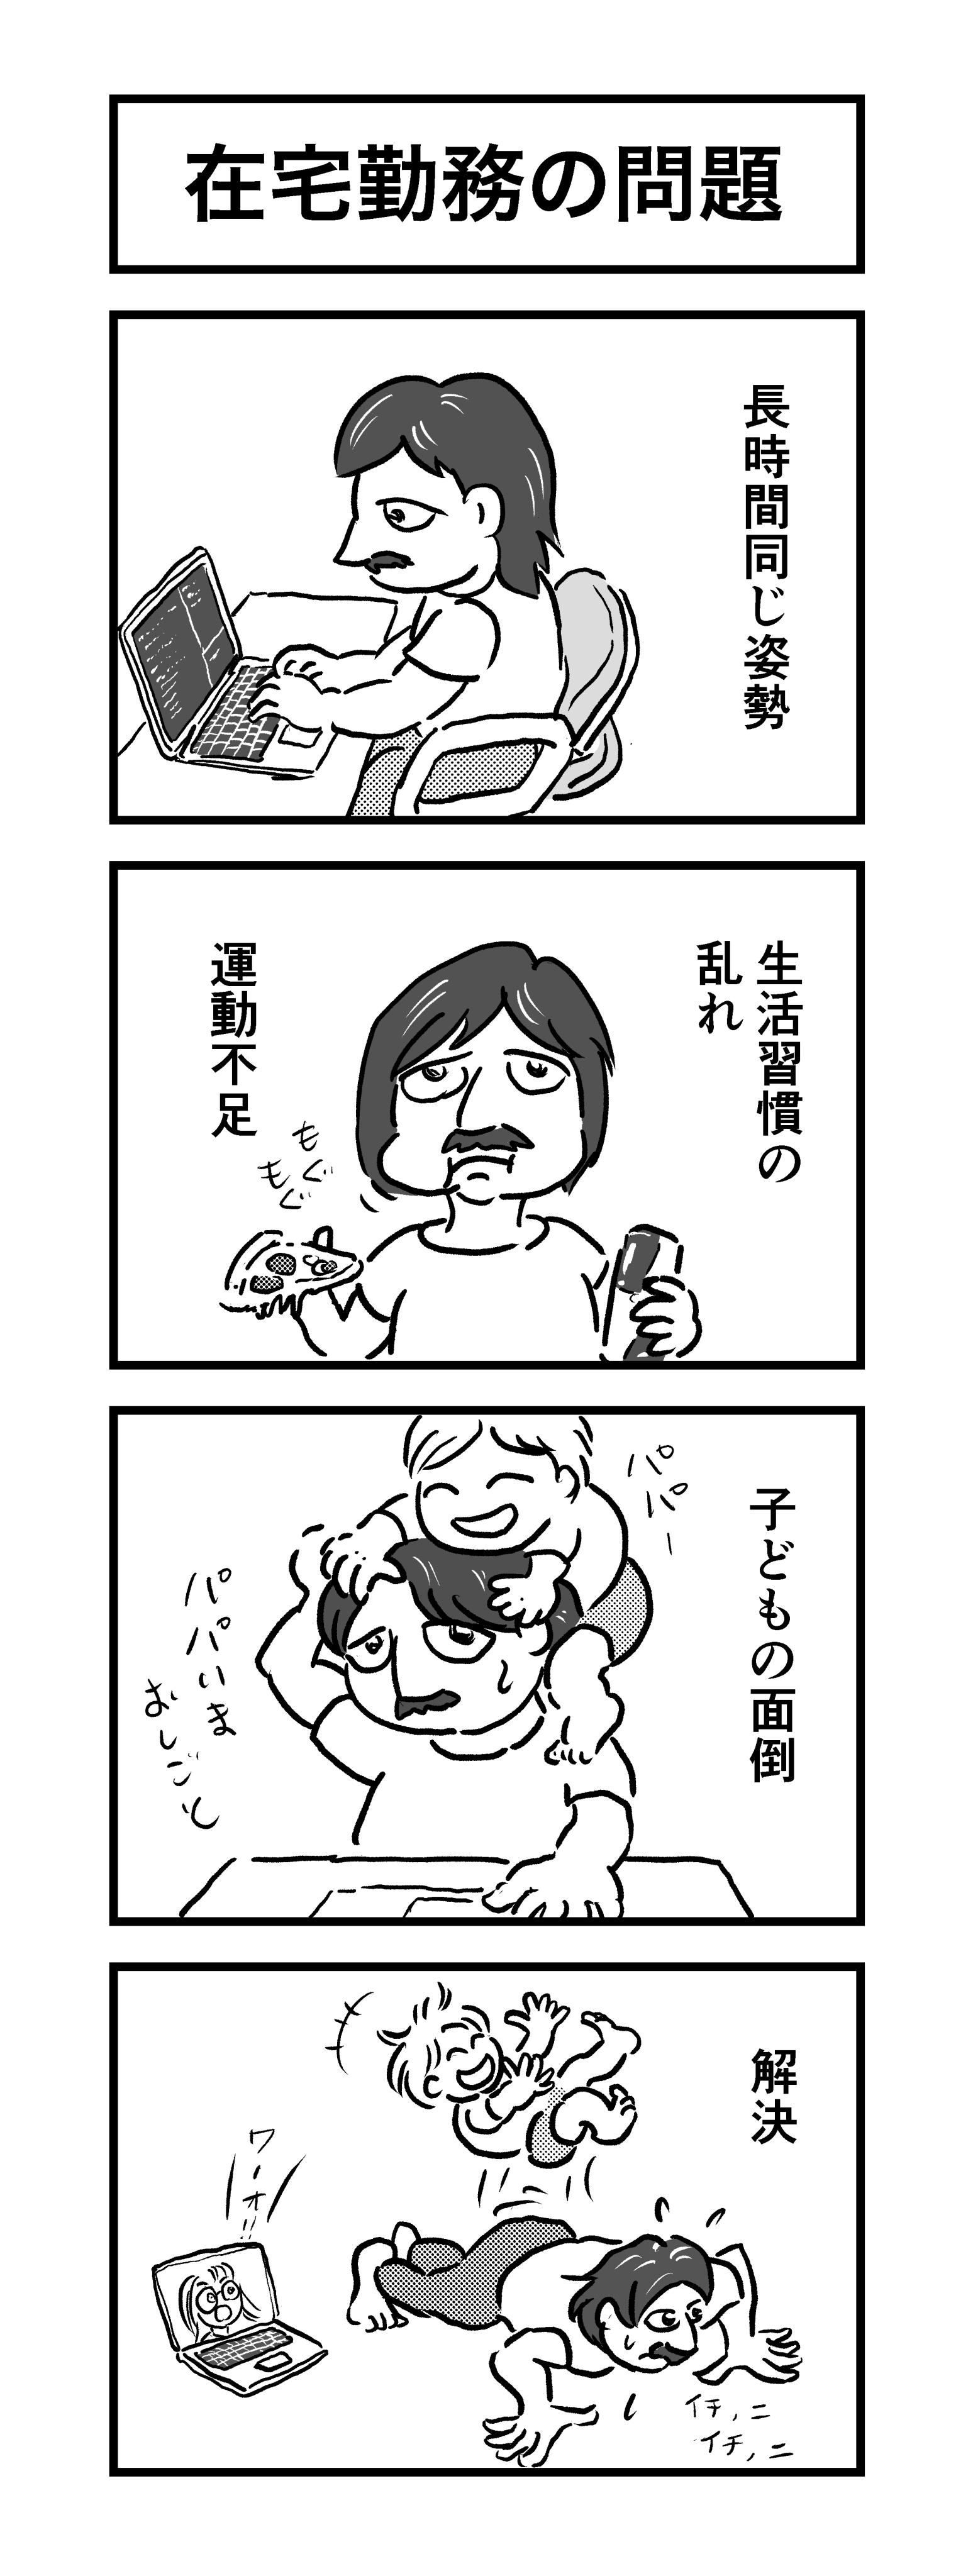 在宅勤務の問題
長時間同じ姿勢
生活習慣の
乱れ
運動不足
もぐ
もぐ
子どもの面倒
パパー
パパいま
おしごと
解決
ワーオ!!
イチ,ニ
イチ,ニ